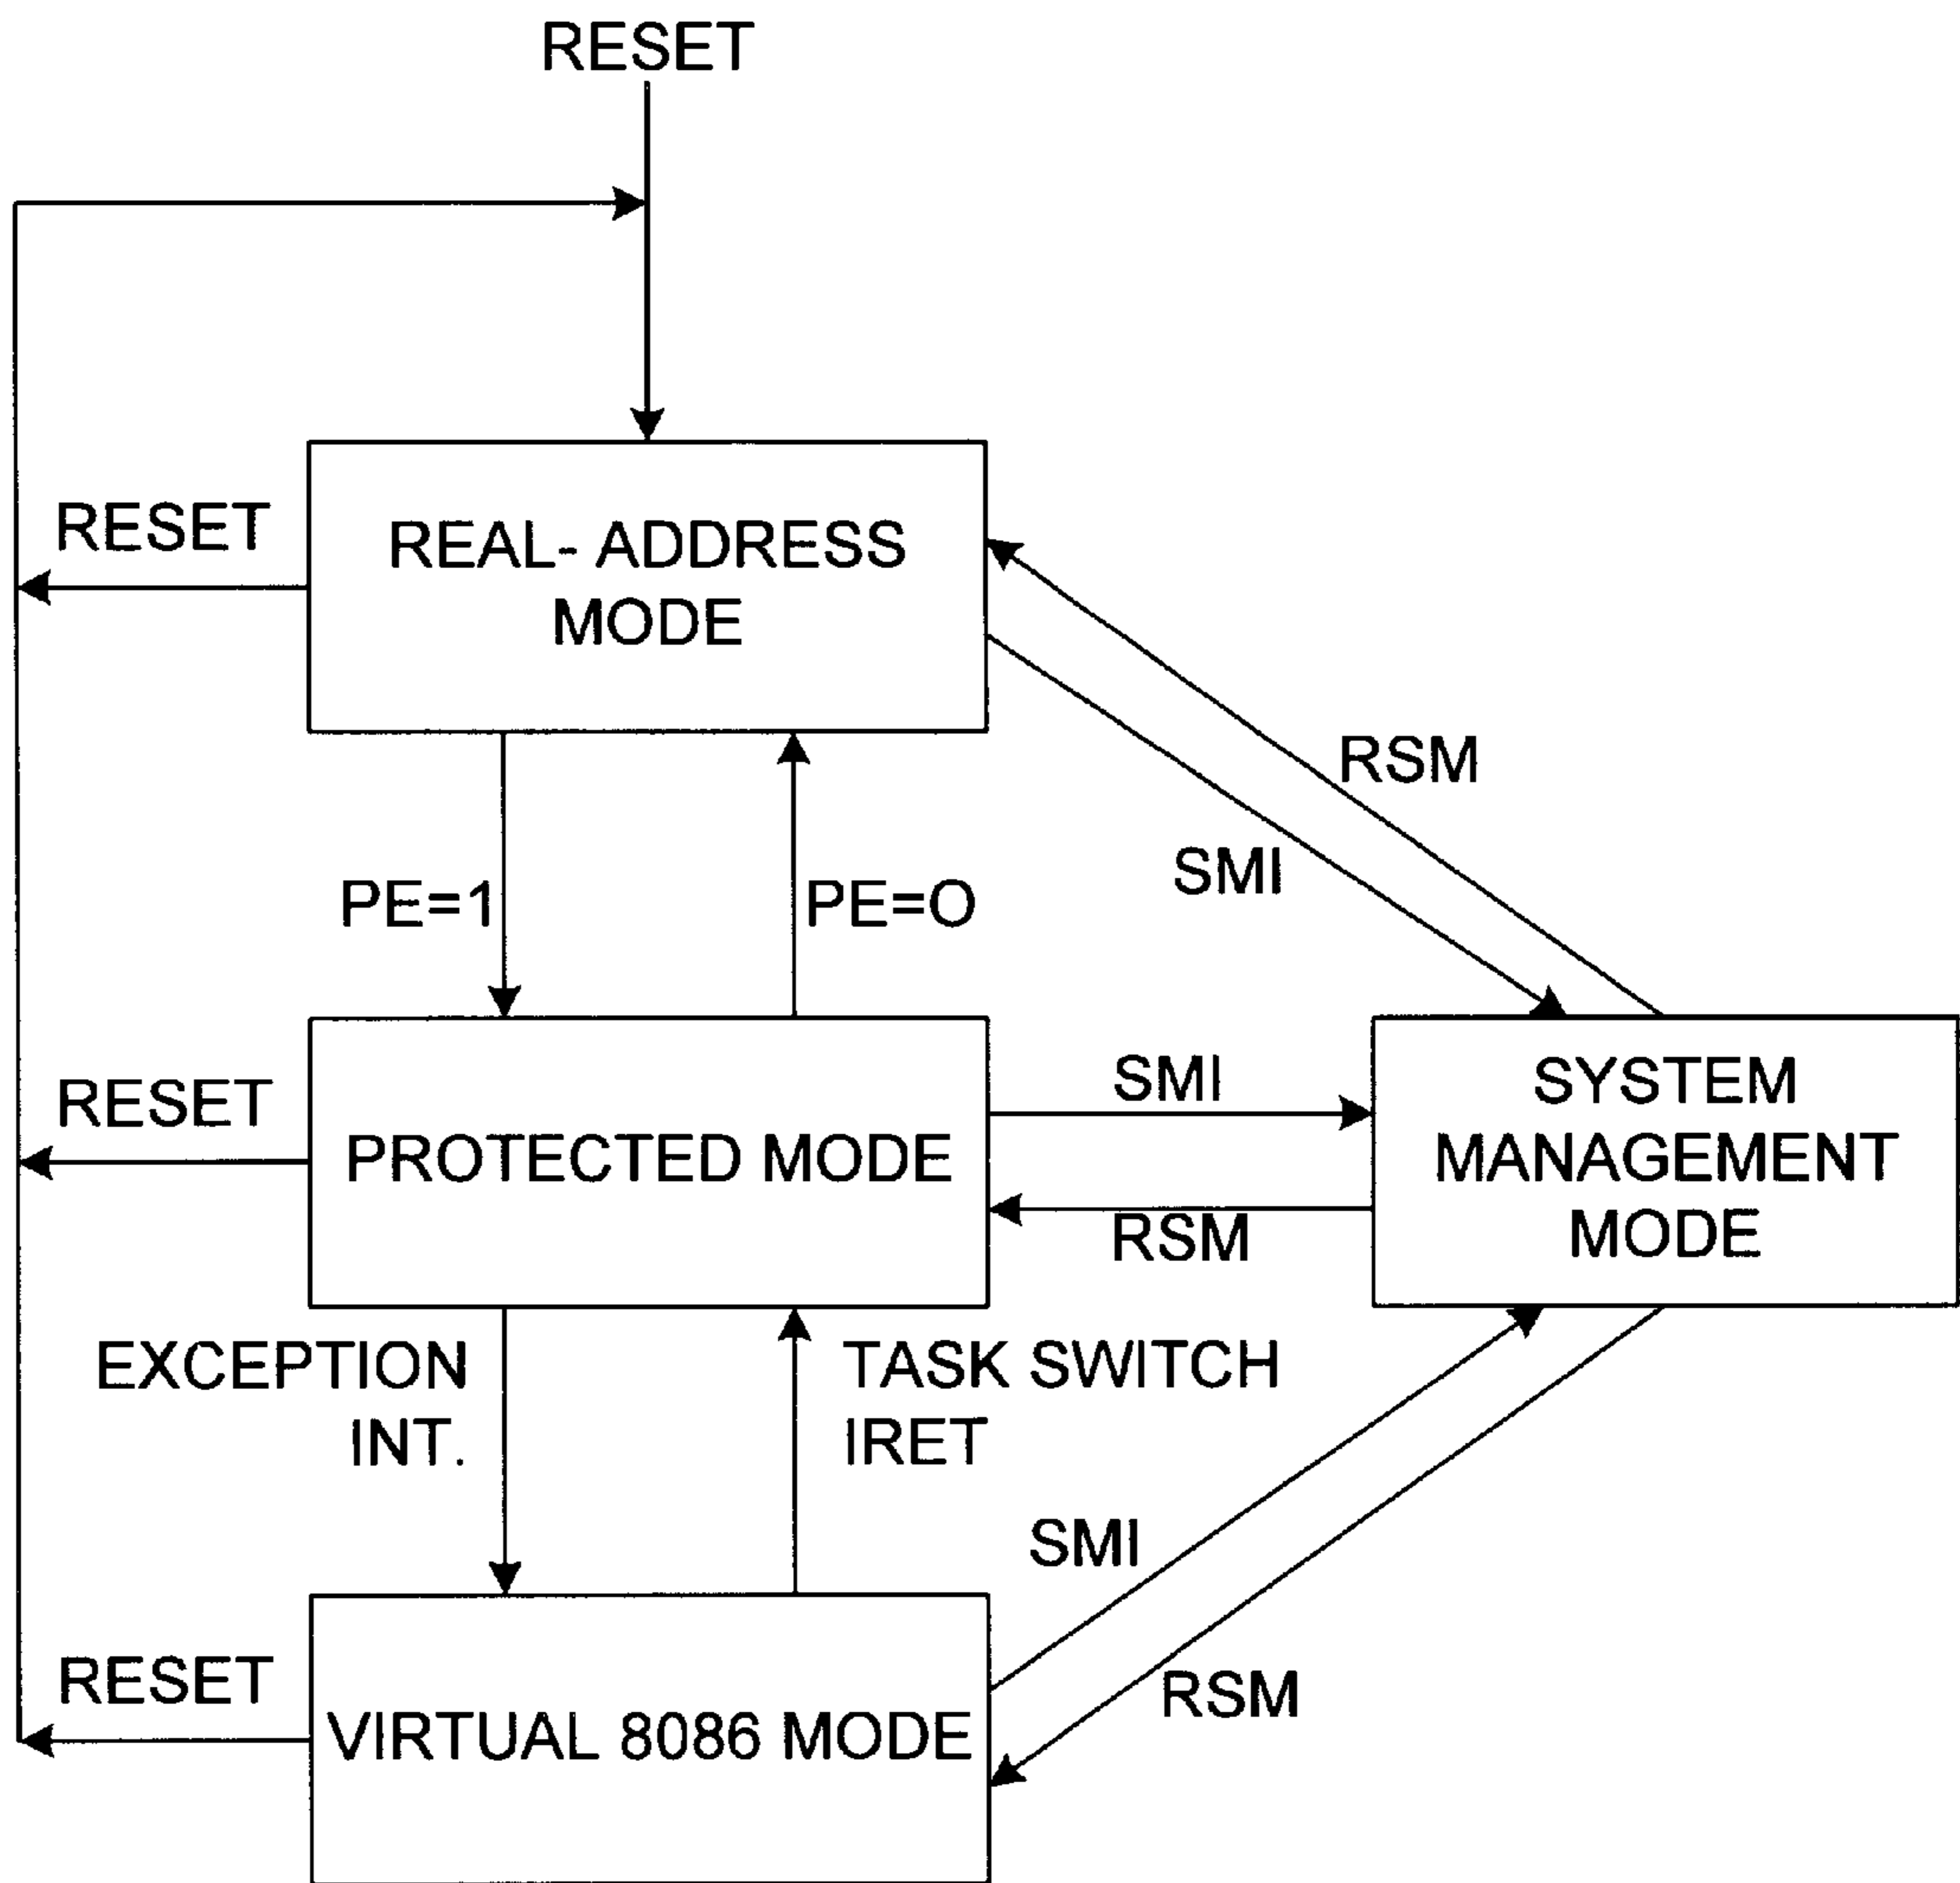 RESET
RESET
REAL- ADDRESS
MODE
RSM
SMI
PE=1
PE=O
RESET
PROTECTED MODE
SMI
RSM
SYSTEM
MANAGEMENT
MODE
EXCEPTION
INT.
TASK SWITCH
IRET
SMI
RESET
VIRTUAL 8086 MODE
RSM